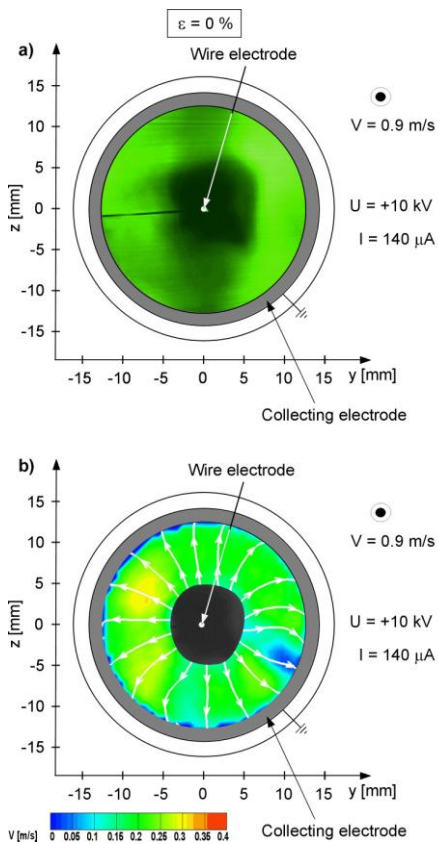 ε = 0 %
a)
Wire electrode
15
10
5
0
-5
-10
-15
z [mm]
V = 0.9 m/s
U = +10 kV
I = 140 μA
-15 -10 -5 0 5 10 15
y [mm]
Collecting electrode
b)
Wire electrode
15
10
5
0
-5
-10
-15
z [mm]
V = 0.9 m/s
U = +10 kV
I = 140 μA
-15 -10 -5 0 5 10 15
y [mm]
V [m/s] 0 0.05 0.1 0.15 0.2 0.25 0.3 0.35 0.4
Collecting electrode